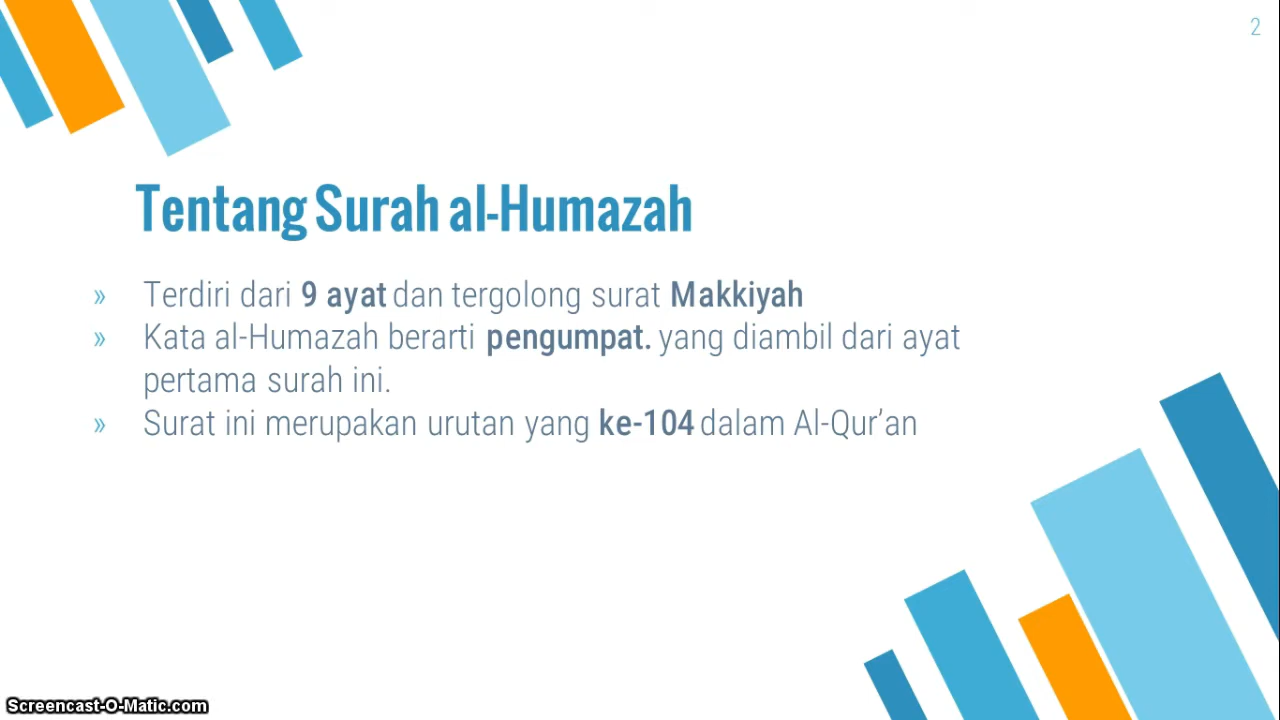 2
Tentang Surah al-Humazah
» Terdiri dari 9 ayat dan tergolong surat Makkiyah
» Kata al-Humazah berarti pengumpat. yang diambil dari ayat
pertama surah ini.
» Surat ini merupakan urutan yang ke-104 dalam Al-Qur’an
Screencast-O-Matic.com